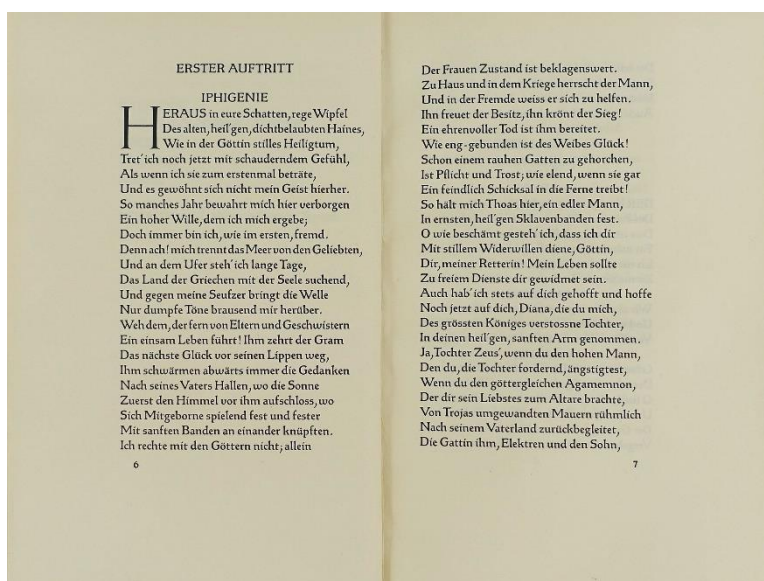 ERSTER AUFTRITT
IPHIGENIE
HERAUS in eure Schatten, rege Wipfel
Des alten, heil'gen, dichtbelaubten Haines,
Wie in der Göttin stilles Heiligtum,
Tret' ich noch jetzt mit schauderndem Gefühl,
Als wenn ich sie zum erstenmal beträte,
Und es gewöhnt sich nicht mein Geist hierher.
So manches Jahr bewahrt mich hier verborgen
Ein hoher Wille, dem ich mich ergebe;
Doch immer bin ich, wie im ersten, fremd.
Denn ach! mich trennt das Meer von den Geliebten,
Und an dem Ufer steh' ich lange Tage,
Das Land der Griechen mit der Seele suchend,
Und gegen meine Seufzer bringt die Welle
Nur dumpfe Töne brausend mir herüber.
Weh dem, der fern von Eltern und Geschwistern
Ein einsam Leben führt! Ihm zehrt der Gram
Das nächste Glück vor seinen Lippen weg,
Ihm schwärmen abwärts immer die Gedanken
Nach seines Vaters Hallen, wo die Sonne
Zuerst den Himmel vor ihm aufschloss, wo
Sich Mitgeborne spielend fest und fester
Mit sanften Banden an einander knüpften.
Ich rechte mit den Göttern nicht; allein
6
Der Frauen Zustand ist beklagenswert.
Zu Haus und in dem Kriege herrscht der Mann,
Und in der Fremde weiss er sich zu helfen.
Ihn freuet der Besitz, ihn krönt der Sieg!
Ein ehrenvoller Tod ist ihm bereitet.
Wie eng-gebunden ist des Weibes Glück!
Schon einem rauhen Gatten zu gehorchen,
Ist Pflicht und Trost; wie elend, wenn sie gar
Ein feindlich Schicksal in die Ferne treibt!
So hält mich Thoas hier, ein edler Mann,
In ernsten, heil'gen Sklavenbanden fest.
O wie beschämt gesteh' ich, dass ich dir
Mit stillem Widerwillen diene, Göttin,
Dir, meiner Retterin! Mein Leben sollte
Zu freiem Dienste dir gewidmet sein.
Auch hab' ich stets auf dich gehofft und hoffe
Noch jetzt auf dich, Diana, die du mich,
Des grössten Königes verstossne Tochter,
In deinen heil'gen, sanften Arm genommen.
Ja, Tochter Zeus', wenn du den hohen Mann,
Den du, die Tochter fordernd, ängstigtest,
Wenn du den göttergleichen Agamemnon,
Der dir sein Liebstes zum Altare brachte,
Von Trojas umgewandten Mauern rühmlich
Nach seinem Vaterland zurückbegleitet,
Die Gattin ihm, Elektren und den Sohn,
7